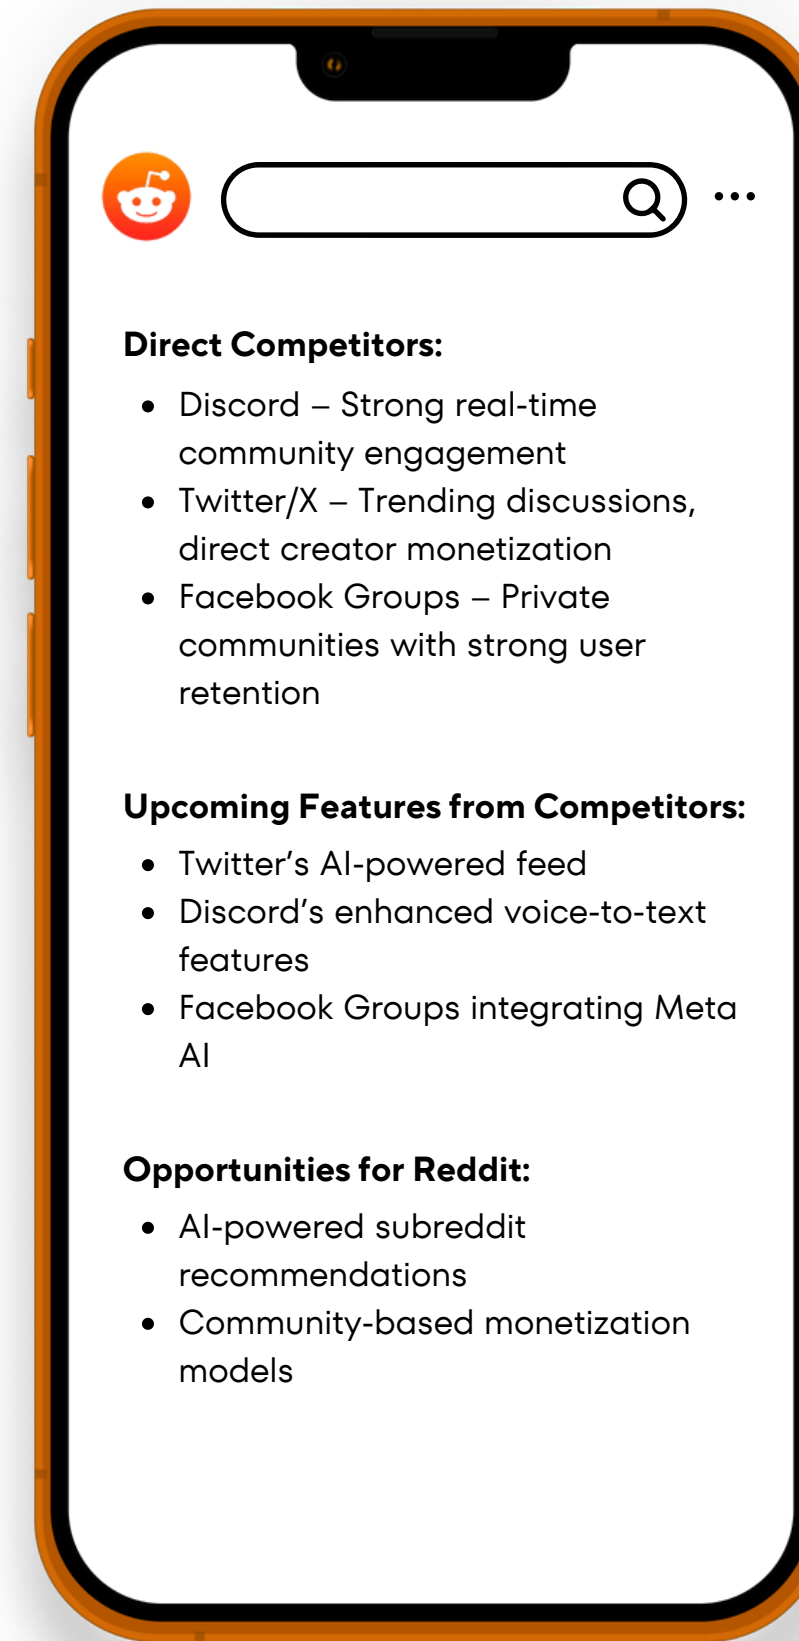 Direct Competitors:
• Discord – Strong real-time
community engagement
• Twitter/X – Trending discussions,
direct creator monetization
• Facebook Groups – Private
communities with strong user
retention
Upcoming Features from Competitors:
• Twitter’s AI-powered feed
• Discord’s enhanced voice-to-text
features
• Facebook Groups integrating Meta
AI
Opportunities for Reddit:
• AI-powered subreddit
recommendations
• Community-based monetization
models